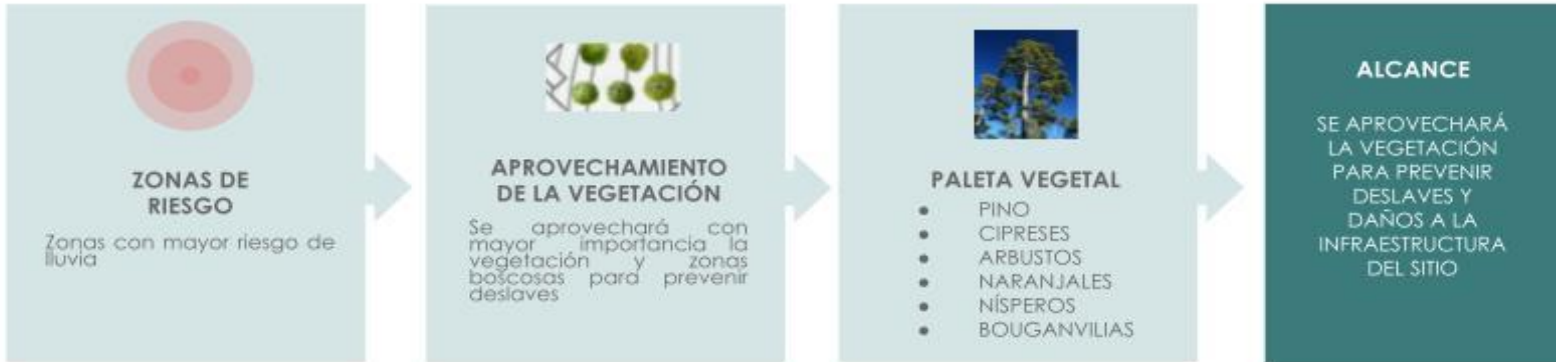 ZONAS DE
RIESGO
Zonas con mayor riesgo de
lluvia
APROVECHAMIENTO
DE LA VEGETACIÓN
Se aprovechará con
mayor importancia la
vegetación y zonas
boscosas para prevenir
deslaves
PALETA VEGETAL
● PINO
● CIPRESES
● ARBUSTOS
● NARANJALES
● NÍSPEROS
● BOUGANVILIAS
ALCANCE
SE APROVECHARÁ
LA VEGETACIÓN
PARA PREVENIR
DESLAVES Y
DAÑOS A LA
INFRAESTRUCTURA
DEL SITIO